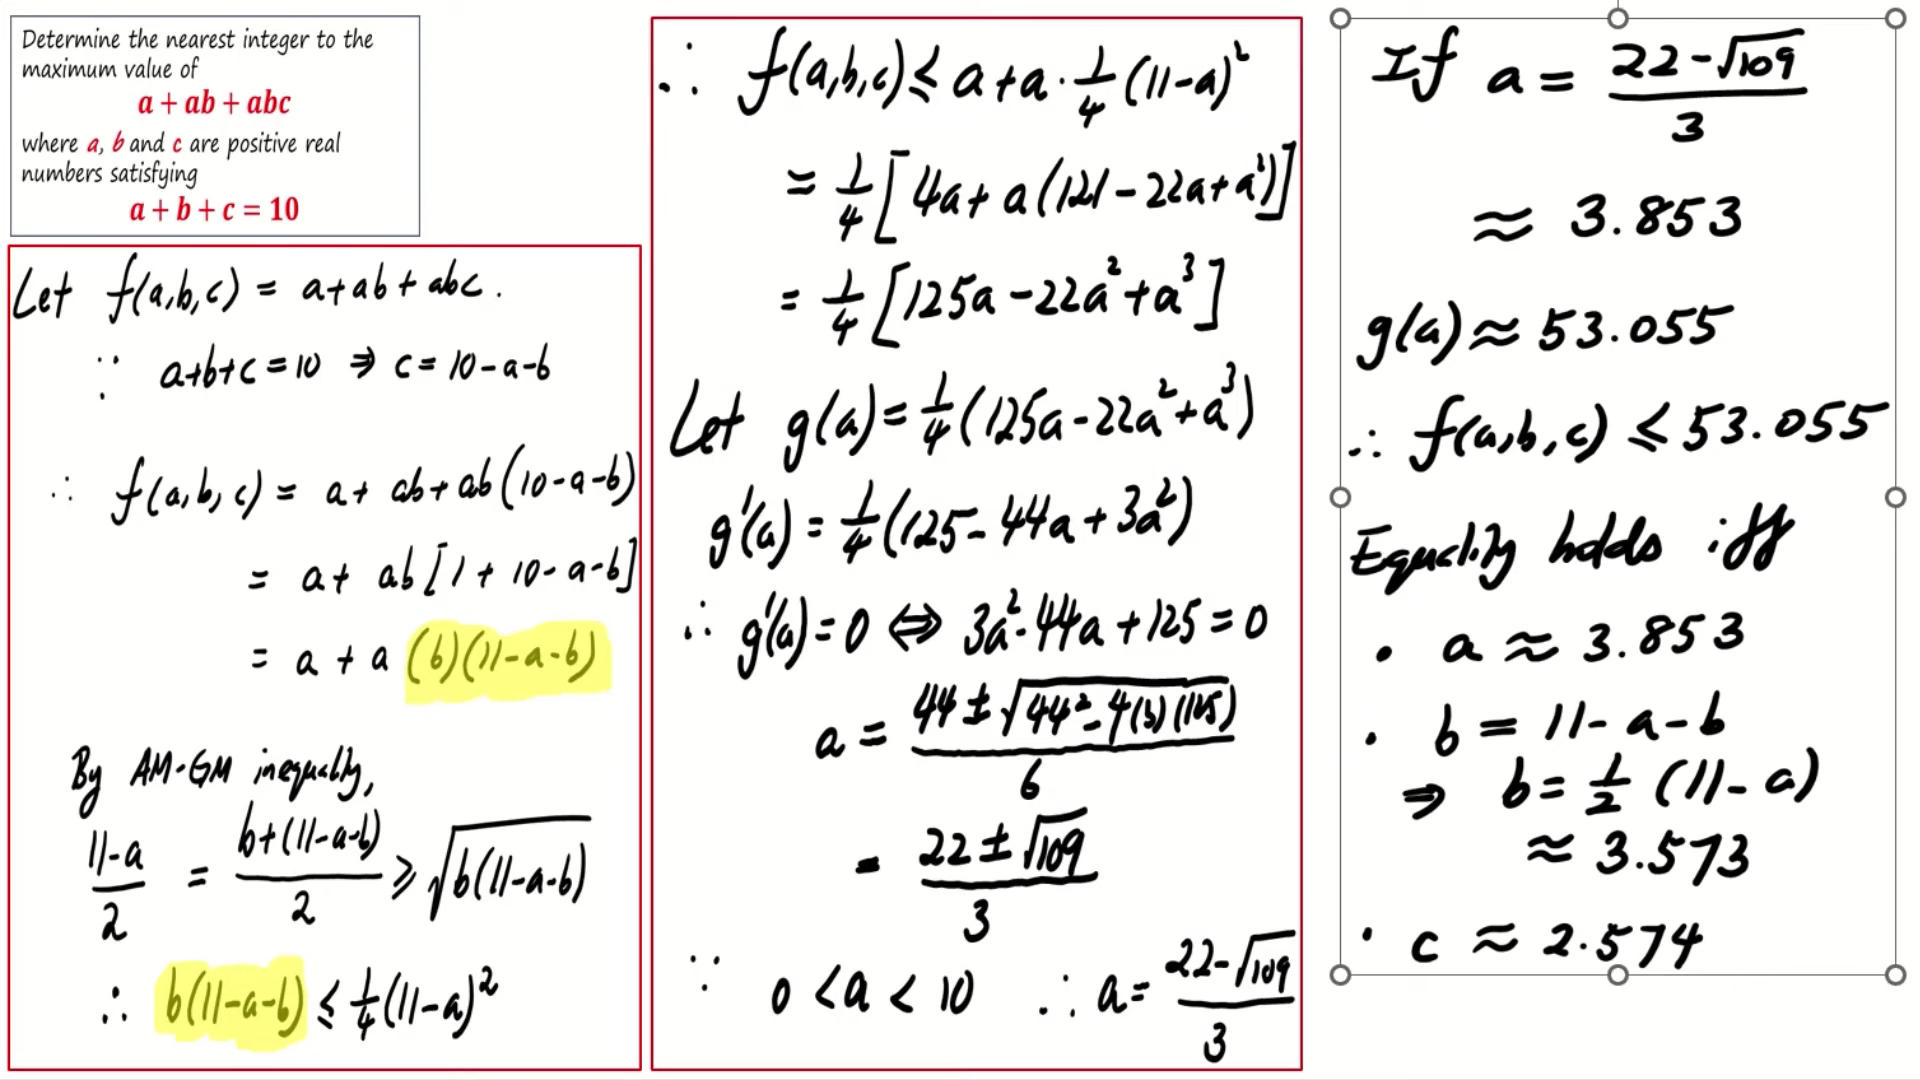 Determine the nearest integer to the
maximum value of
a + ab + abc
where a, b and c are positive real
numbers satisfying
a + b + c = 10
Let f(a,b,c) = a+ab+abc.
∵ a+b+c=10 ⇒ c= 10-a-b
∴ f(a,b,c) = a+ ab+ab(10-a-b)
= a+ ab[1+10-a-b]
= a + a (b)(11-a-b)
By AM-GM inequality,
11-a/2 = b+(11-a-b)/2 ≥ √b(11-a-b)
∴ b(11-a-b) ≤ 1/4(11-a)²
∴ f(a,b,c) ≤ a+a·1/4(11-a)²
= 1/4[4a+a(121-22a+a²)]
= 1/4[125a-22a²+a³]
Let g(a)=1/4(125a-22a²+a³)
g'(a) = 1/4(125-44a+3a²)
∴ g'(a)=0 ⇔ 3a²-44a+125=0
a = 44±√44²-4(3)(125)/6
= 22±√109/3
∵ 0<a<10 ∴ a= 22-√109/3
If a = 22-√109/3
≈ 3.853
g(a) ≈ 53.055
∴ f(a,b,c) ≤ 53.055
Equality holds iff
• a ≈ 3.853
• b = 11-a-b
⇒ b= 1/2 (11-a)
≈ 3.573
• c ≈ 2.574